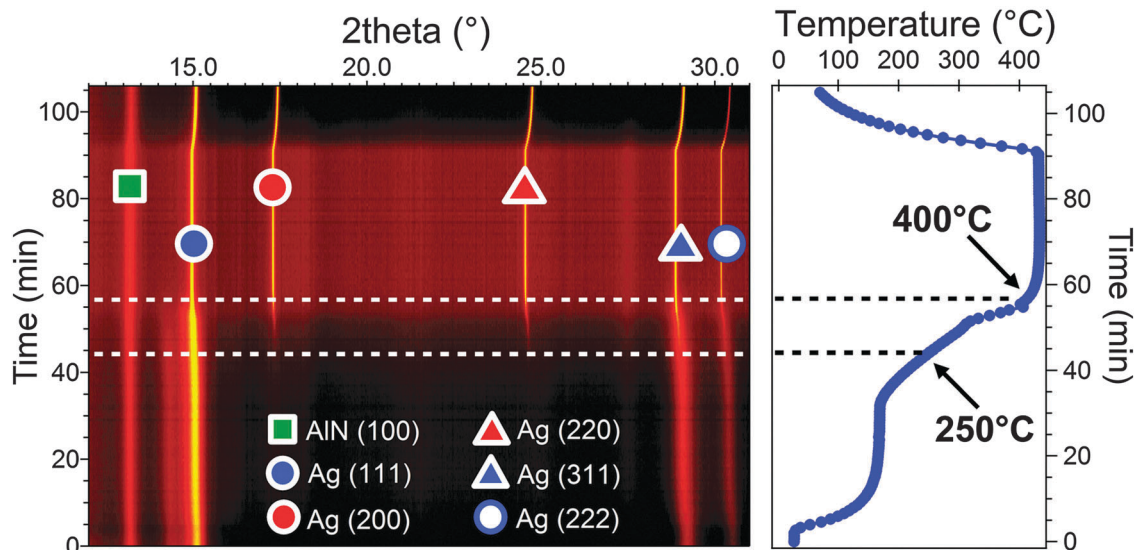 2theta (°)
15.0 20.0 25.0 30.0
Time (min)
100
80
60
40
20
0
AlN (100)
Ag (111)
Ag (200)
Ag (220)
Ag (311)
Ag (222)
Temperature (°C)
0 100 200 300 400
400°C
250°C
100
80
60
40
20
0
Time (min)